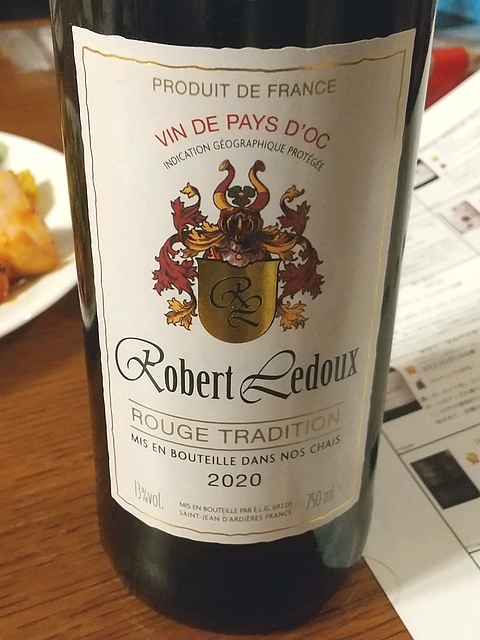 PRODUIT DE FRANCE
VIN DE PAYS D'OC
INDICATION GÉOGRAPHIQUE PROTÉGÉE
RL
Robert Ledoux
ROUGE TRADITION
MIS EN BOUTEILLE DANS NOS CHAIS
2020
13%vol.
MIS EN BOUTEILLE PAR E.L.G. 69220
SAINT-JEAN D'ARDIÈRES FRANCE
750 ml